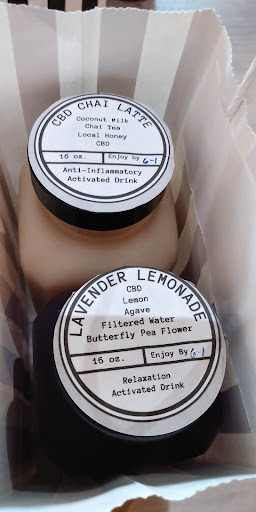 CBD CHAI LATTE
Coconut Milk
Chai Tea
Local Honey
CBD
16 oz. Enjoy by 6-1
Anti-Inflammatory
Activated Drink
LAVENDER LEMONADE
CBD
Lemon
Agave
Filtered Water
Butterfly Pea Flower
16 oz. Enjoy By 6-1
Relaxation
Activated Drink